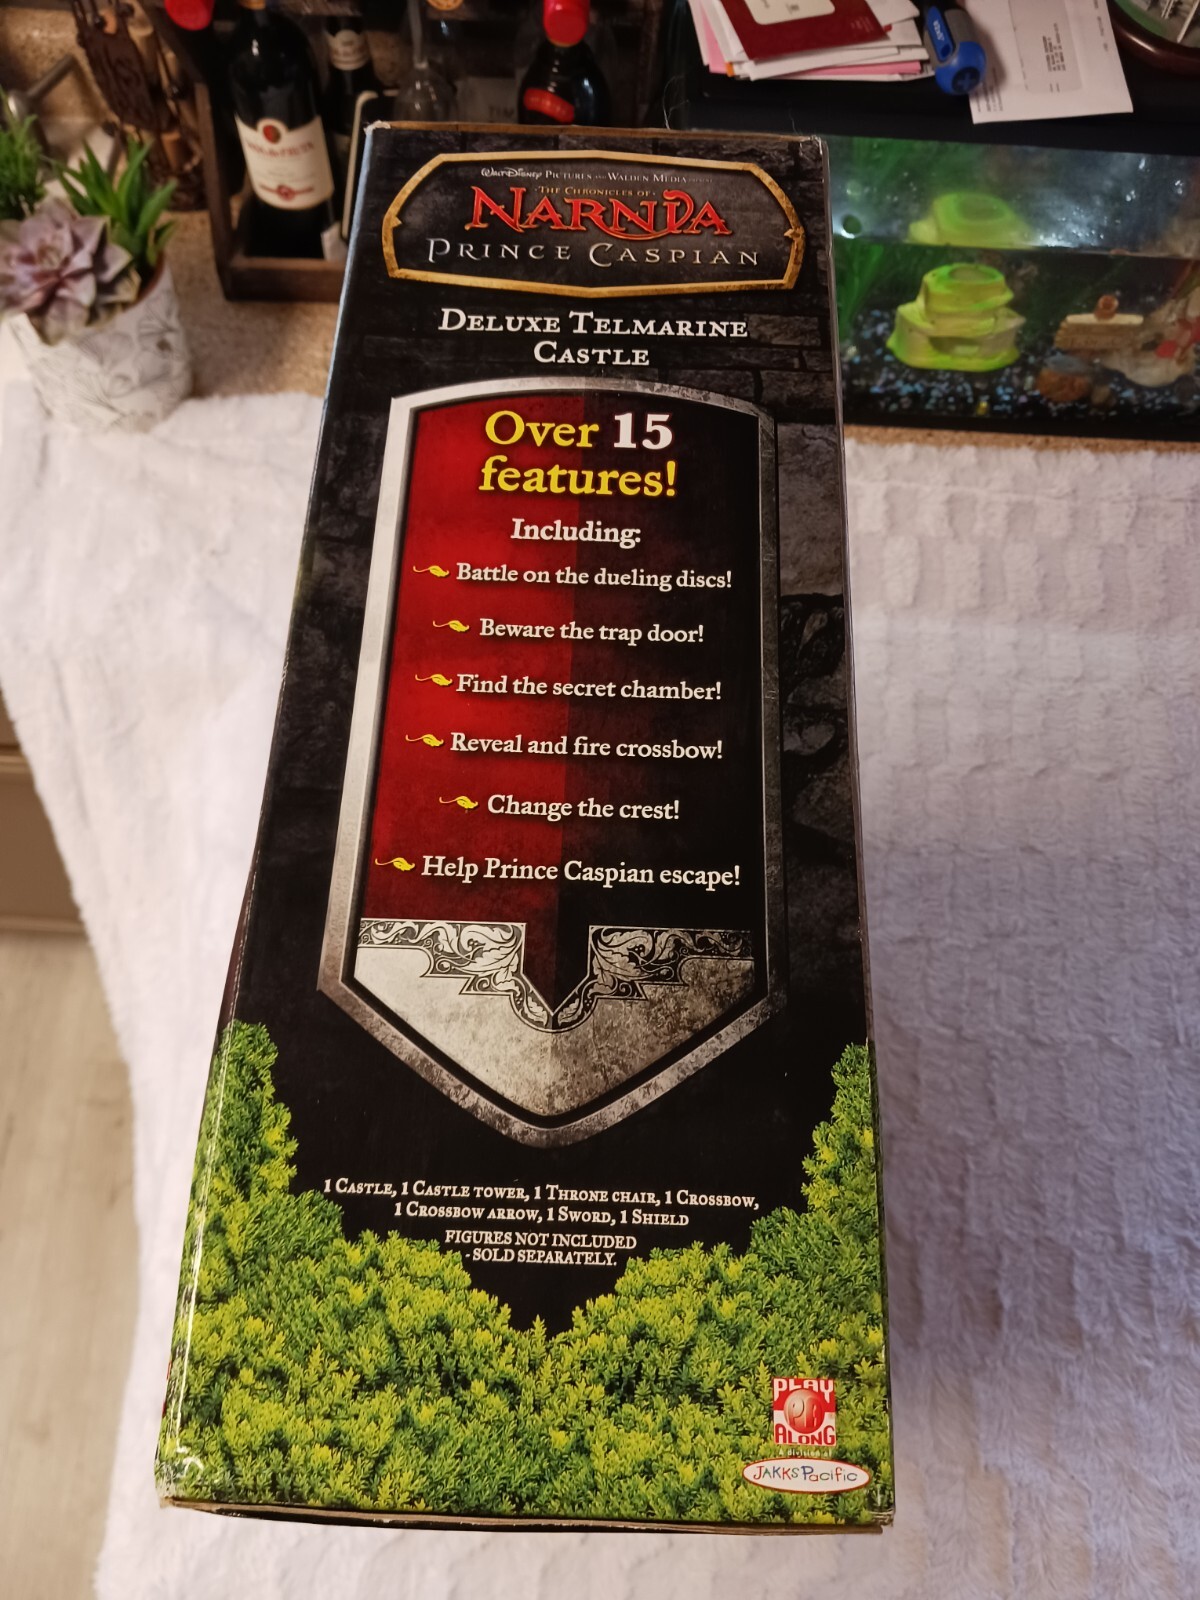 Walt Disney Pictures and Walden Media
The Chronicles of
Narnia
Prince Caspian
Deluxe Telmarine
Castle
Over 15
features!
Including:
Battle on the dueling discs!
Beware the trap door!
Find the secret chamber!
Reveal and fire crossbow!
Change the crest!
Help Prince Caspian escape!
1 Castle, 1 Castle tower, 1 Throne chair, 1 Crossbow,
1 Crossbow arrow, 1 Sword, 1 Shield
FIGURES NOT INCLUDED
- SOLD SEPARATELY.
PLAY
PA
ALONG
A division of
JAKKS Pacific